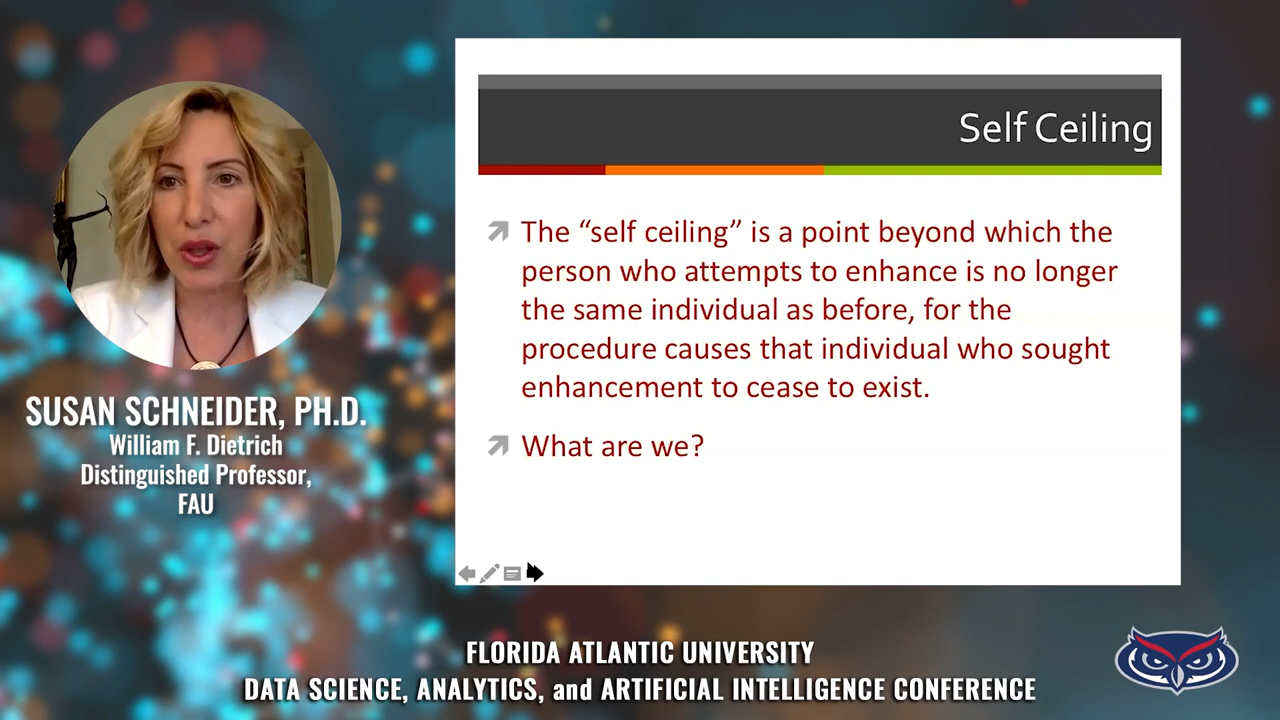 SUSAN SCHNEIDER, PH.D.
William F. Dietrich
Distinguished Professor,
FAU
Self Ceiling
The “self ceiling” is a point beyond which the
person who attempts to enhance is no longer
the same individual as before, for the
procedure causes that individual who sought
enhancement to cease to exist.
What are we?
FLORIDA ATLANTIC UNIVERSITY
DATA SCIENCE, ANALYTICS, and ARTIFICIAL INTELLIGENCE CONFERENCE